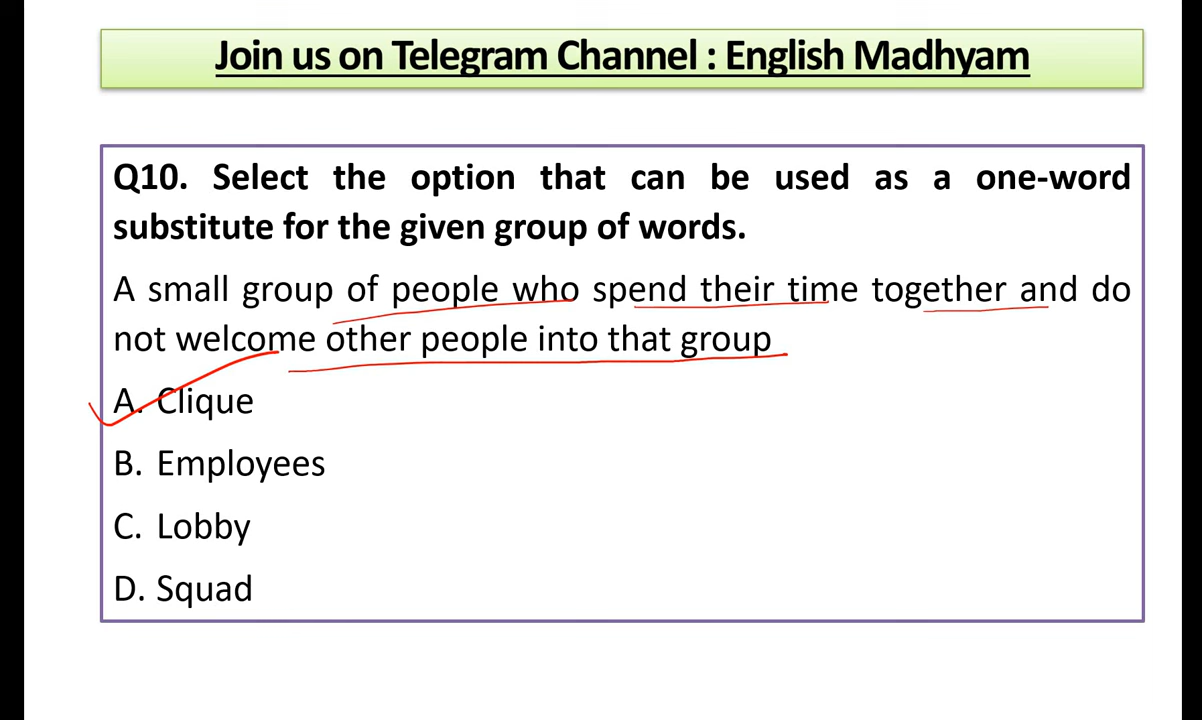 Join us on Telegram Channel : English Madhyam
Q10. Select the option that can be used as a one-word
substitute for the given group of words.
A small group of people who spend their time together and do
not welcome other people into that group
A. Clique
B. Employees
C. Lobby
D. Squad